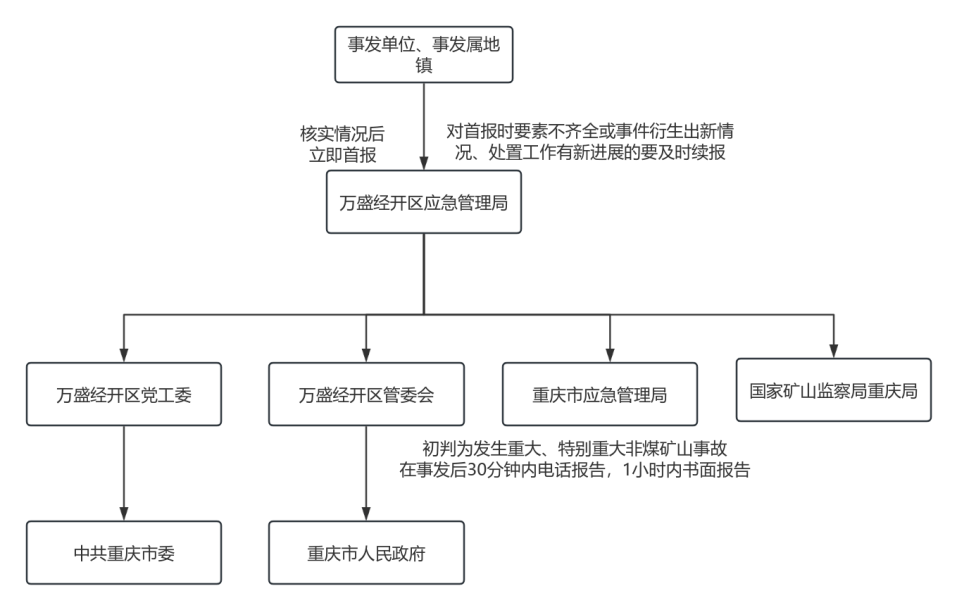 事发单位、事发属地
镇
核实情况后
立即首报
对首报时要素不齐全或事件衍生出新情
况、处置工作有新进展的要及时续报
万盛经开区应急管理局
万盛经开区党工委
万盛经开区管委会
重庆市应急管理局
国家矿山监察局重庆局
初判为发生重大、特别重大非煤矿山事故
在事发后30分钟内电话报告，1小时内书面报告
中共重庆市委
重庆市人民政府